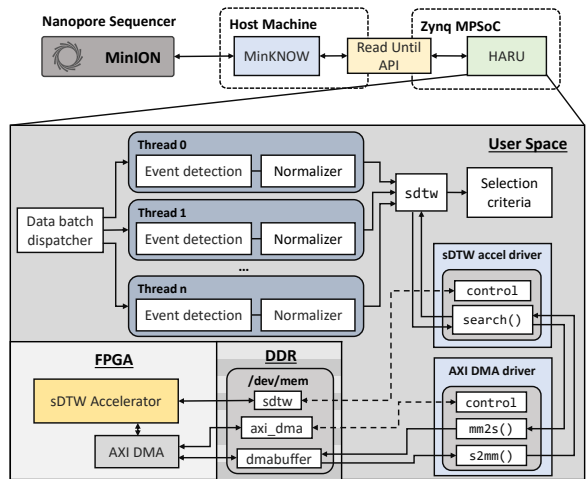 Nanopore Sequencer
Host Machine
Zynq MPSoC
MinION
MinKNOW
Read Until
API
HARU
User Space
Thread 0
Event detection
Normalizer
Thread 1
Event detection
Normalizer
...
Thread n
Event detection
Normalizer
Data batch
dispatcher
sdtw
Selection
criteria
sDTW accel driver
control
search()
FPGA
sDTW Accelerator
AXI DMA
DDR
/dev/mem
sdtw
axi_dma
dmabuffer
AXI DMA driver
control
mm2s()
s2mm()